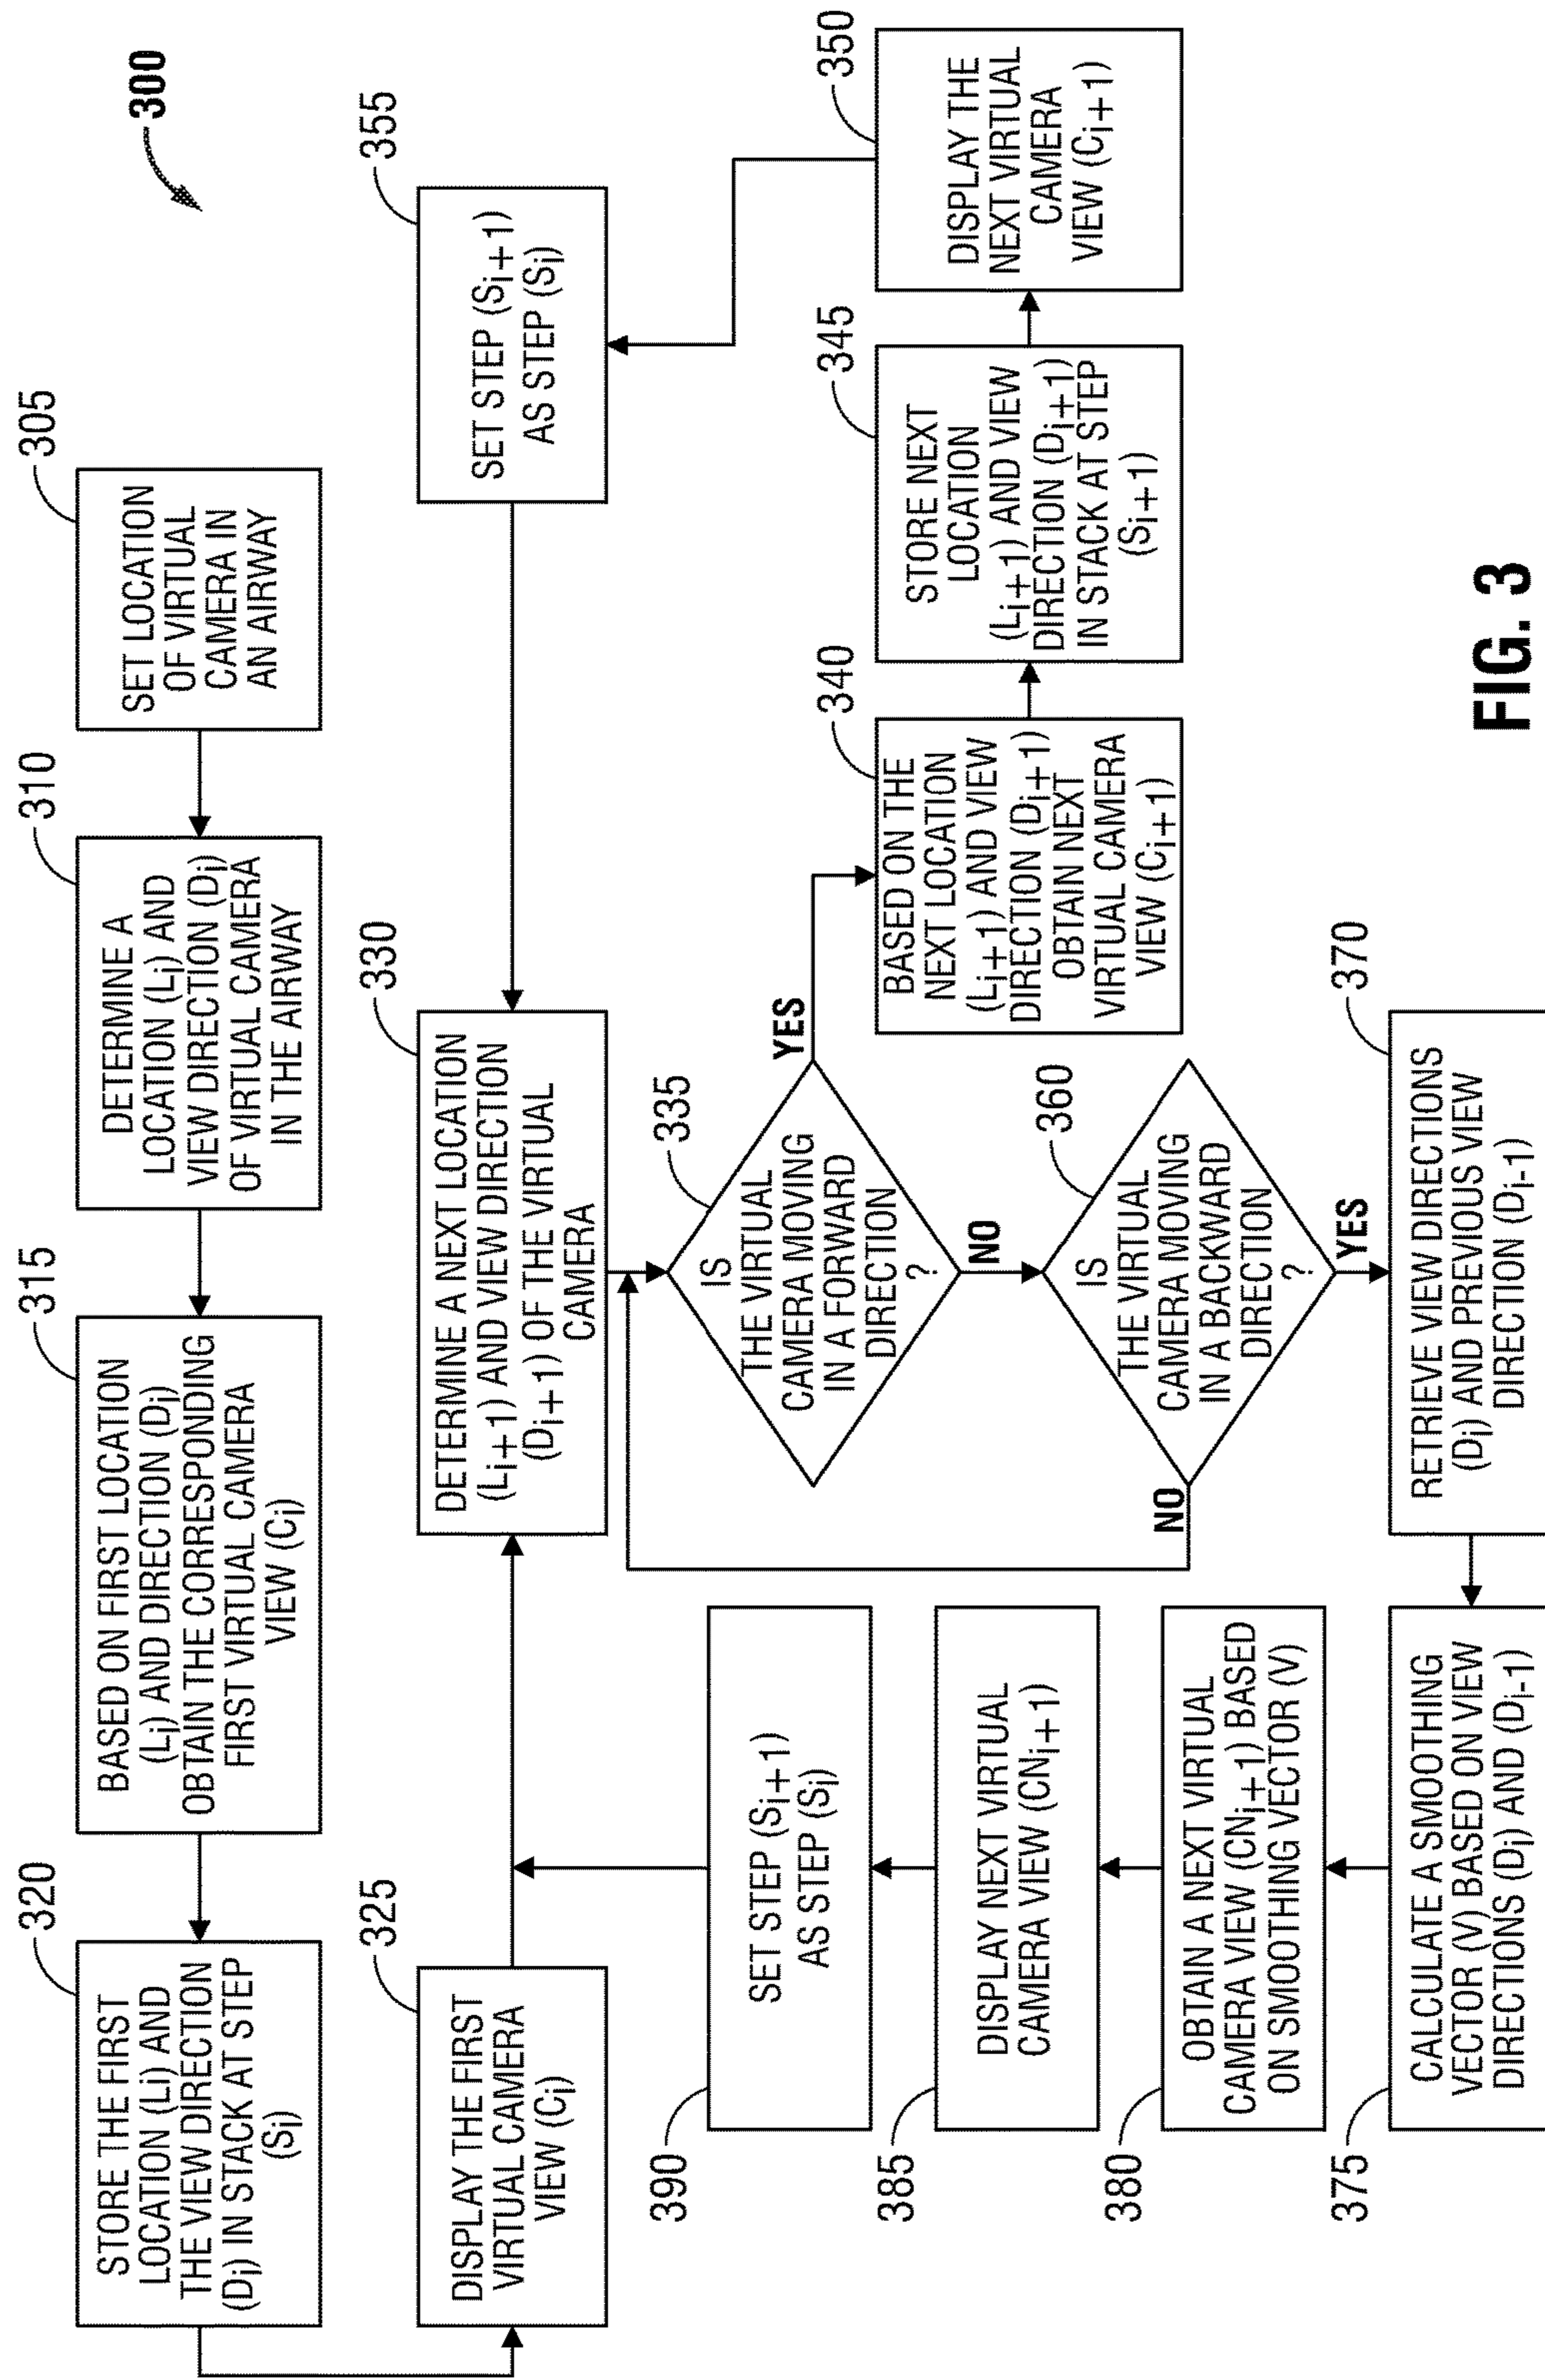 300
305
SET LOCATION
OF VIRTUAL
CAMERA IN
AN AIRWAY
310
DETERMINE A
LOCATION (Li) AND
VIEW DIRECTION (Di)
OF VIRTUAL CAMERA
IN THE AIRWAY
315
BASED ON FIRST LOCATION
(Li) AND DIRECTION (Di)
OBTAIN THE CORRESPONDING
FIRST VIRTUAL CAMERA
VIEW (Ci)
320
STORE THE FIRST
LOCATION (Li) AND
THE VIEW DIRECTION
(Di) IN STACK AT STEP
(Si)
325
DISPLAY THE FIRST
VIRTUAL CAMERA
VIEW (Ci)
330
DETERMINE A NEXT LOCATION
(Li+1) AND VIEW DIRECTION
(Di+1) OF THE VIRTUAL
CAMERA
335
IS
THE VIRTUAL
CAMERA MOVING
IN A FORWARD
DIRECTION
?
YES
NO
340
BASED ON THE
NEXT LOCATION
(Li+1) AND VIEW
DIRECTION (Di+1)
OBTAIN NEXT
VIRTUAL CAMERA
VIEW (Ci+1)
345
STORE NEXT
LOCATION
(Li+1) AND VIEW
DIRECTION (Di+1)
IN STACK AT STEP
(Si+1)
350
DISPLAY THE
NEXT VIRTUAL
CAMERA
VIEW (Ci+1)
355
SET STEP (Si+1)
AS STEP (Si)
360
IS
THE VIRTUAL
CAMERA MOVING
IN A BACKWARD
DIRECTION
?
NO
YES
370
RETRIEVE VIEW DIRECTIONS
(Di) AND PREVIOUS VIEW
DIRECTION (Di-1)
375
CALCULATE A SMOOTHING
VECTOR (V) BASED ON VIEW
DIRECTIONS (Di) AND (Di-1)
380
OBTAIN A NEXT VIRTUAL
CAMERA VIEW (CNi+1) BASED
ON SMOOTHING VECTOR (V)
385
DISPLAY NEXT VIRTUAL
CAMERA VIEW (CNi+1)
390
SET STEP (Si+1)
AS STEP (Si)
FIG. 3